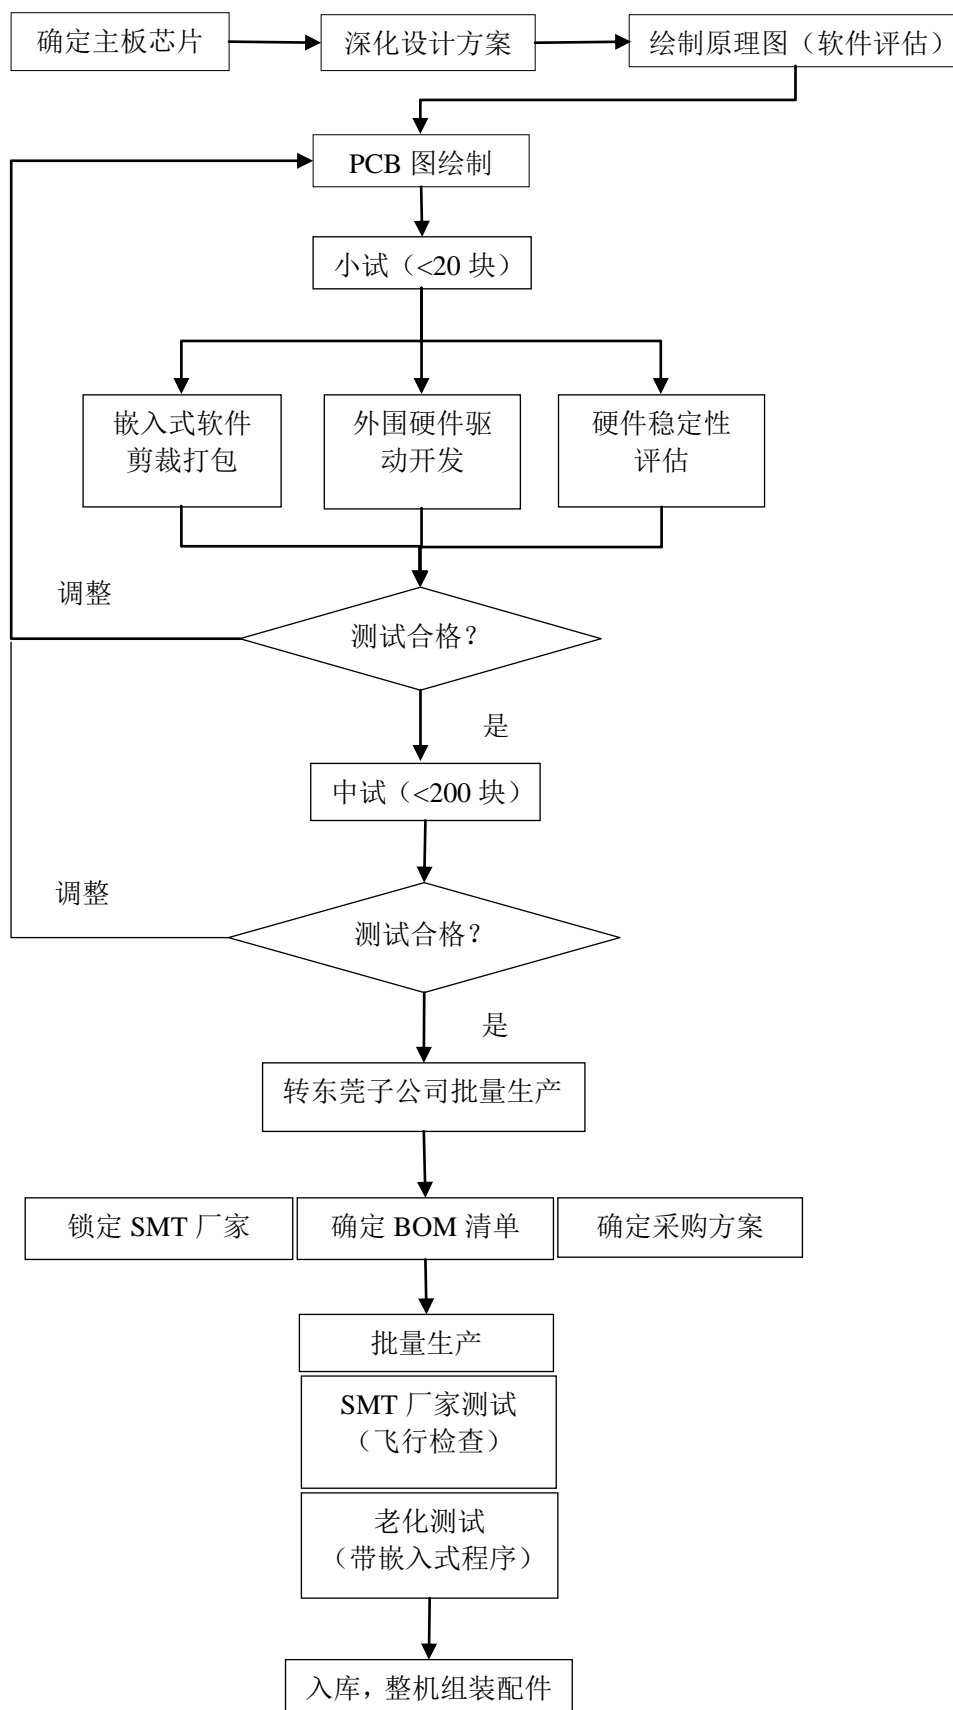 确定主板芯片
深化设计方案
绘制原理图（软件评估）
PCB 图绘制
小试（<20 块）
嵌入式软件
剪裁打包
外围硬件驱
动开发
硬件稳定性
评估
调整
测试合格？
是
中试（<200 块）
调整
测试合格？
是
转东莞子公司批量生产
锁定 SMT 厂家
确定 BOM 清单
确定采购方案
批量生产
SMT 厂家测试
（飞行检查）
老化测试
（带嵌入式程序）
入库，整机组装配件